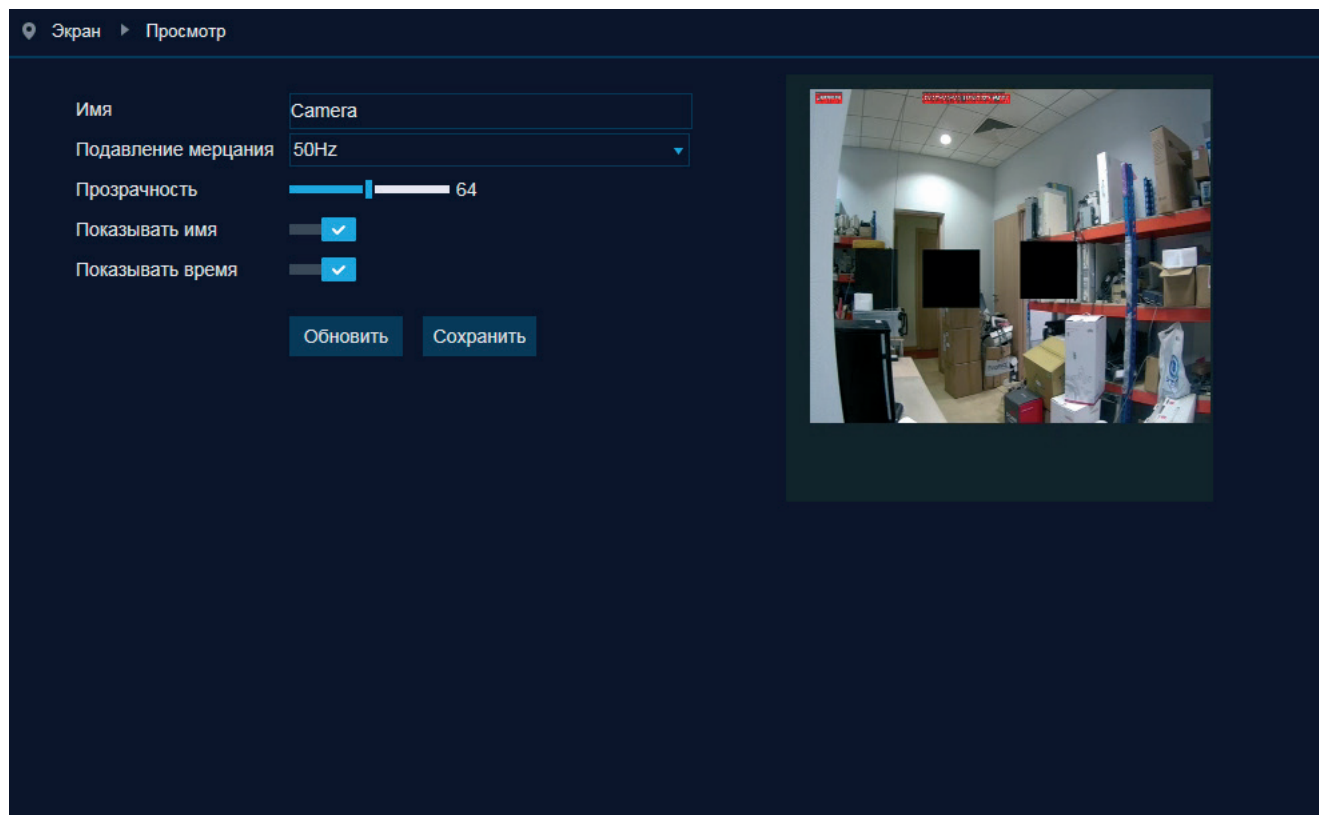 Экран Просмотр
Имя Camera
Подавление мерцания 50Hz
Прозрачность 64
Показывать имя
Показывать время
Обновить Сохранить